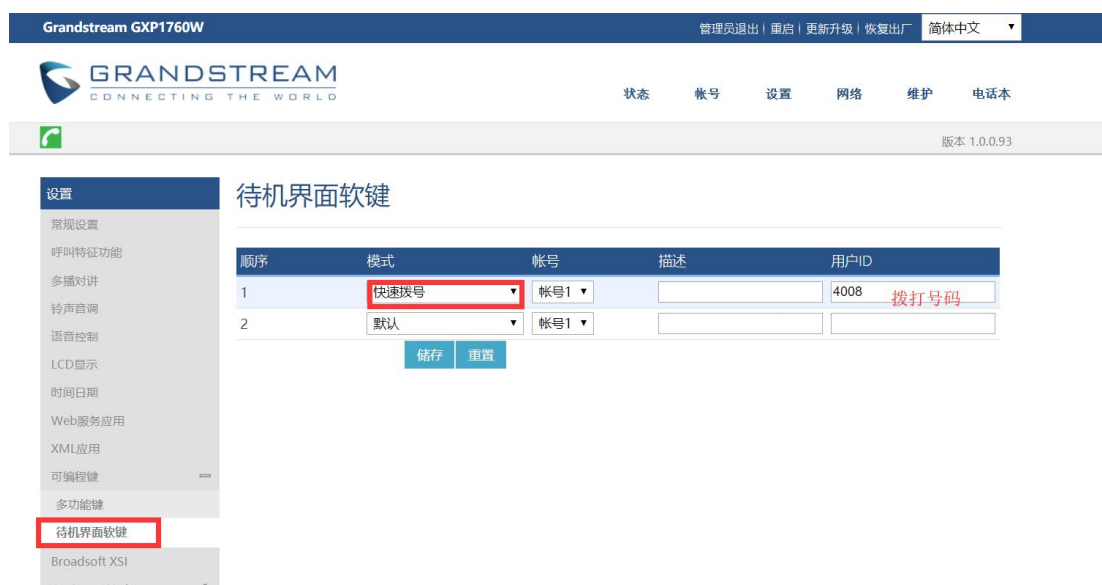 Grandstream GXP1760W 管理员退出 | 重启 | 更新升级 | 恢复出厂 简体中文
GRANDSTREAM
CONNECTING THE WORLD
状态 帐号 设置 网络 维护 电话本
版本 1.0.0.93
设置
常规设置
呼叫特征功能
多播对讲
铃声音调
语音控制
LCD显示
时间日期
Web服务应用
XML应用
可编程键
多功能键
待机界面软键
Broadsoft XSI
待机界面软键
顺序 模式 帐号 描述 用户ID
1 快速拨号 帐号1 4008 拨打号码
2 默认 帐号1
储存 重置